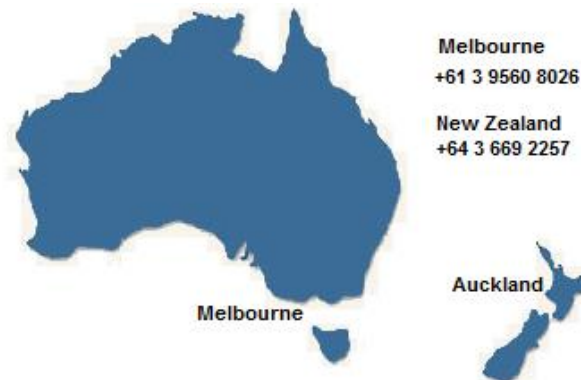 Melbourne
+61 3 9560 8026
New Zealand
+64 3 669 2257
Auckland
Melbourne